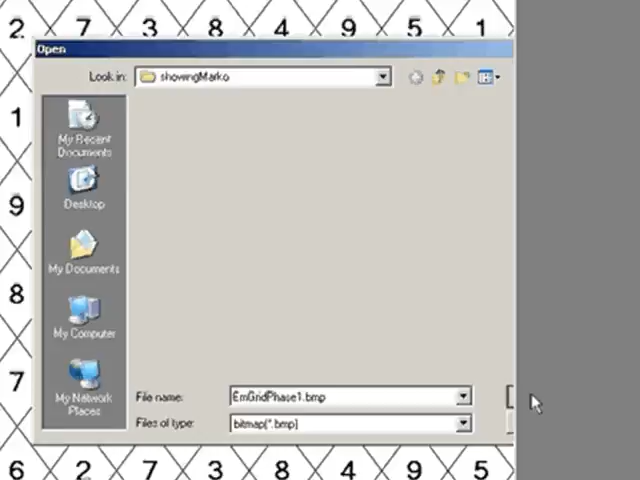 2 7 3 8 4 9 5 1
Open
Look in: showingMarko
1
My Recent
Documents
9
Desktop
My Documents
8
My Computer
7
My Network
Places
File name: EmGridPhase1.bmp
Files of type: bitmap(*.bmp)
6 2 7 3 8 4 9 5